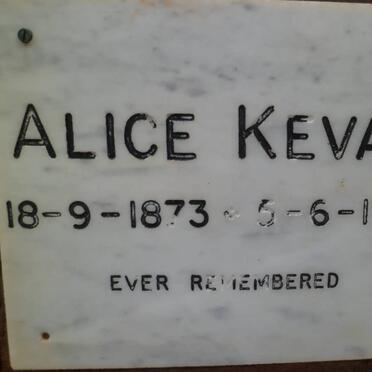 ALICE KEVA
18-9-1873 - 5-6-1
EVER REMEMBERED